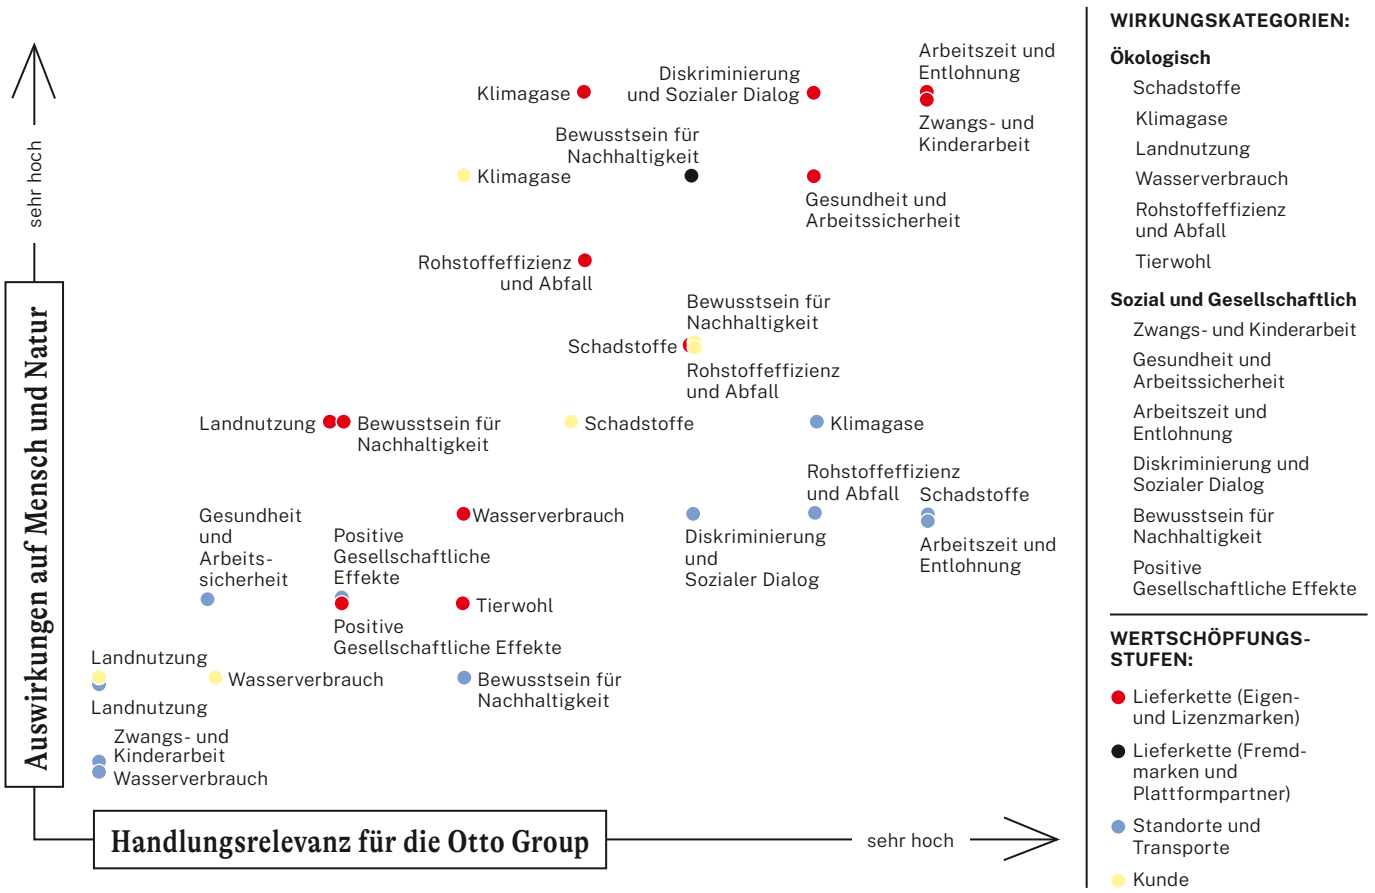 sehr hoch
Auswirkungen auf Mensch und Natur
Handlungsrelevanz für die Otto Group
sehr hoch
Klimagase
Diskriminierung
und Sozialer Dialog
Arbeitszeit und
Entlohnung
Zwangs- und
Kinderarbeit
Bewusstsein für
Nachhaltigkeit
Klimagase
Gesundheit und
Arbeitssicherheit
Rohstoffeffizienz
und Abfall
Bewusstsein für
Nachhaltigkeit
Schadstoffe
Rohstoffeffizienz
und Abfall
Landnutzung
Bewusstsein für
Nachhaltigkeit
Schadstoffe
Klimagase
Rohstoffeffizienz
und Abfall
Schadstoffe
Arbeitszeit und
Entlohnung
Gesundheit
und
Arbeits-
sicherheit
Wasserverbrauch
Diskriminierung
und
Sozialer Dialog
Positive
Gesellschaftliche
Effekte
Positive
Gesellschaftliche Effekte
Tierwohl
Landnutzung
Wasserverbrauch
Bewusstsein für
Nachhaltigkeit
Landnutzung
Zwangs- und
Kinderarbeit
Wasserverbrauch
WIRKUNGSKATEGORIEN:
Ökologisch
Schadstoffe
Klimagase
Landnutzung
Wasserverbrauch
Rohstoffeffizienz
und Abfall
Tierwohl
Sozial und Gesellschaftlich
Zwangs- und Kinderarbeit
Gesundheit und
Arbeitssicherheit
Arbeitszeit und
Entlohnung
Diskriminierung und
Sozialer Dialog
Bewusstsein für
Nachhaltigkeit
Positive
Gesellschaftliche Effekte
WERTSCHÖPFUNGS-
STUFEN:
Lieferkette (Eigen-
und Lizenzmarken)
Lieferkette (Fremd-
marken und
Plattformpartner)
Standorte und
Transporte
Kunde